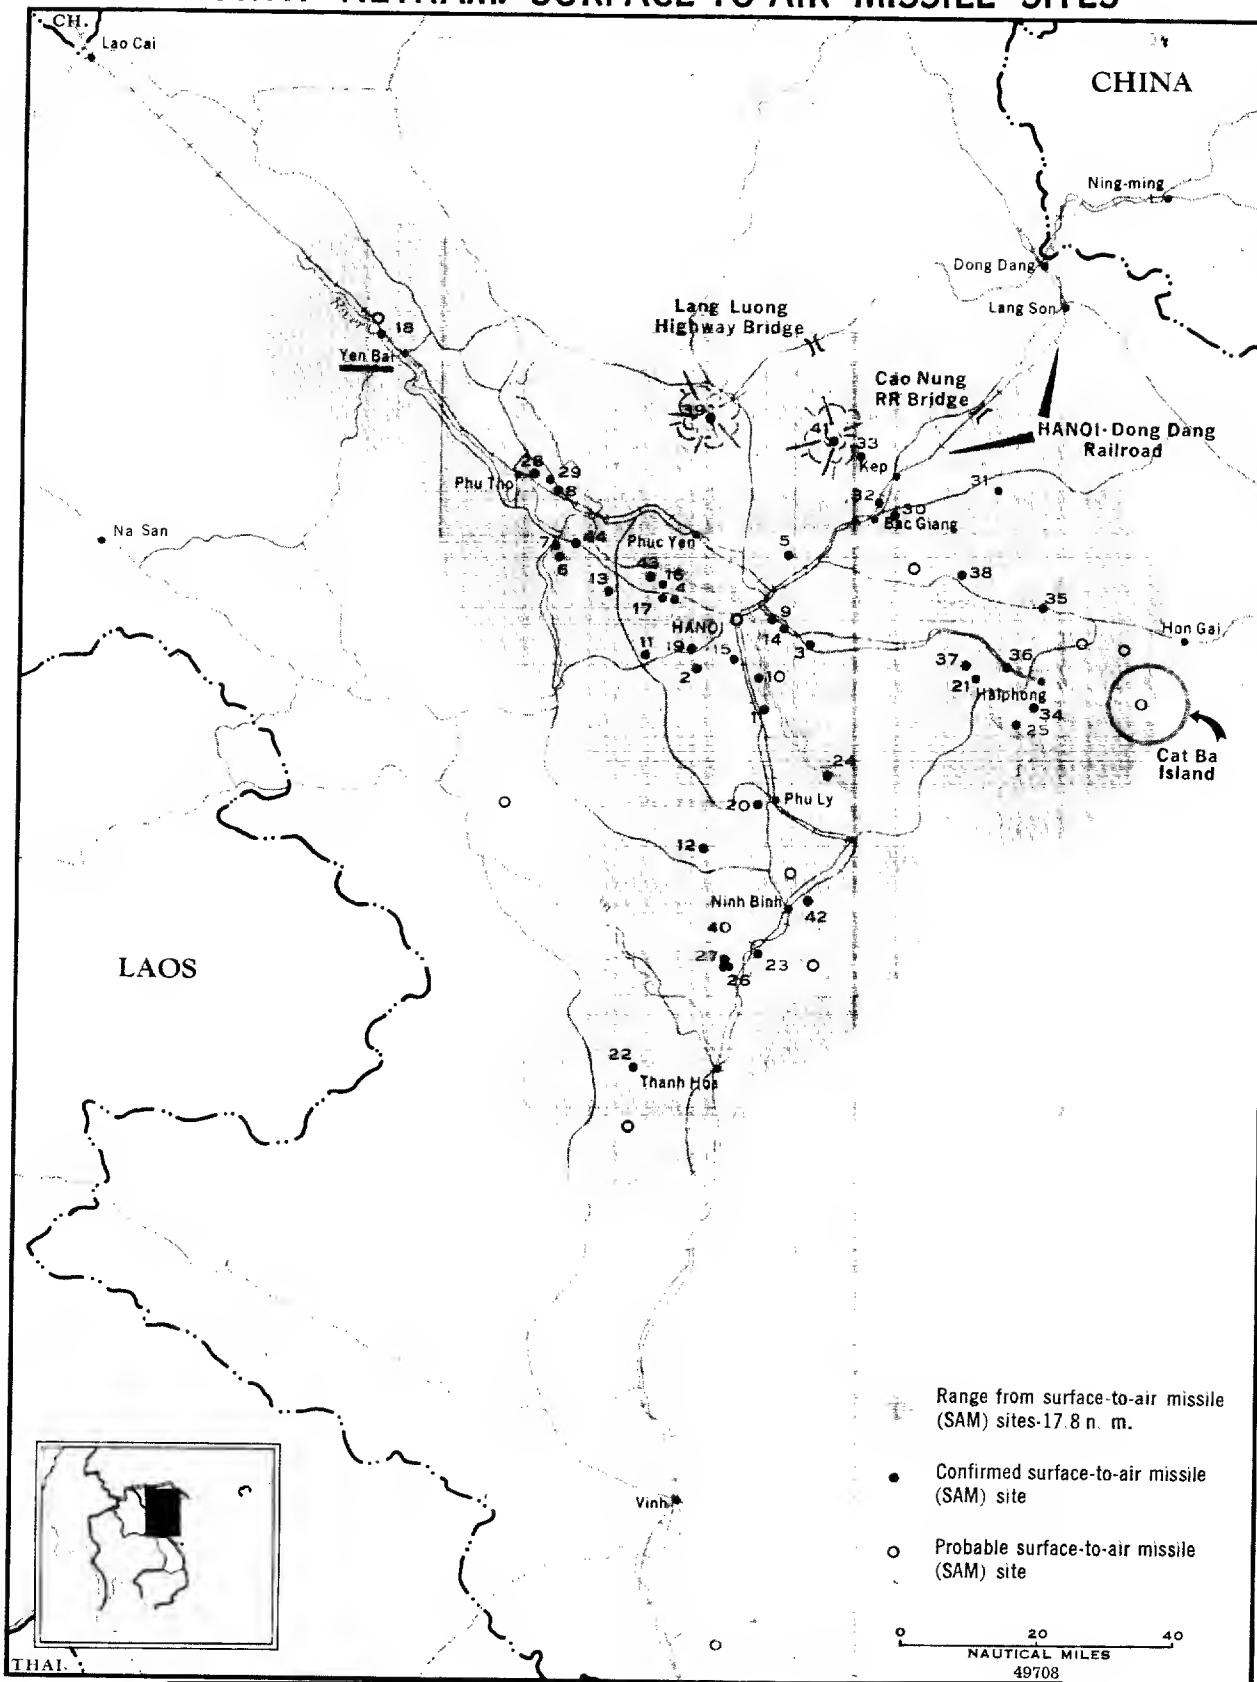 SURFACE-TO-AIR MISSILE SITES
CH.
Lao Cai
CHINA
Ning-ming
Dong Dang
Lang Son
Lang Luong
Highway Bridge
River
18
Yen Bai
Cao Nung
RR Bridge
39
41
33
Kep
HANOI-Dong Dang
Railroad
28
29
Phu Tho
8
31
32
30
Bac Giang
Na San
7
44
6
Phuc Yen
5
43
16
13
4
17
38
35
9
HANOI
14
3
Hon Gai
11
19
15
2
10
37
36
21
Haiphong
34
25
1
Cat Ba
Island
24
20
Phu Ly
12
Ninh Binh
42
40
27
26
23
LAOS
22
Thanh Hoa
Range from surface-to-air missile
(SAM) sites-17.8 n. m.
Confirmed surface-to-air missile
(SAM) site
Vinh
Probable surface-to-air missile
(SAM) site
0 20 40
NAUTICAL MILES
49708
THAI.